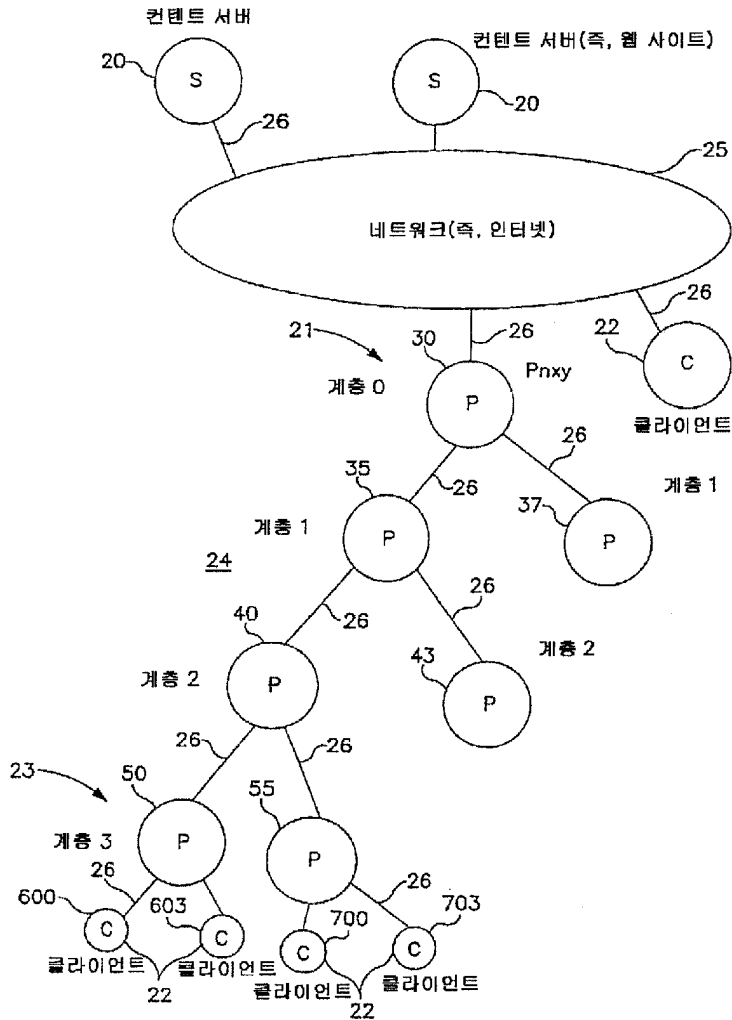 컨텐트 서버
컨텐트 서버(즉, 웹 사이트)
20
S
S
20
26
25
네트워크(즉, 인터넷)
26
21
30
26
22
Pnxy
C
계층 0
P
클라이언트
26
35
26
계층 1
37
계층 1
P
P
24
26
26
40
계층 2
43
계층 2
P
P
26
26
23
50
55
계층 3
P
P
26
26
600
603
700
703
C
C
C
C
클라이언트
클라이언트
클라이언트
클라이언트
22
22